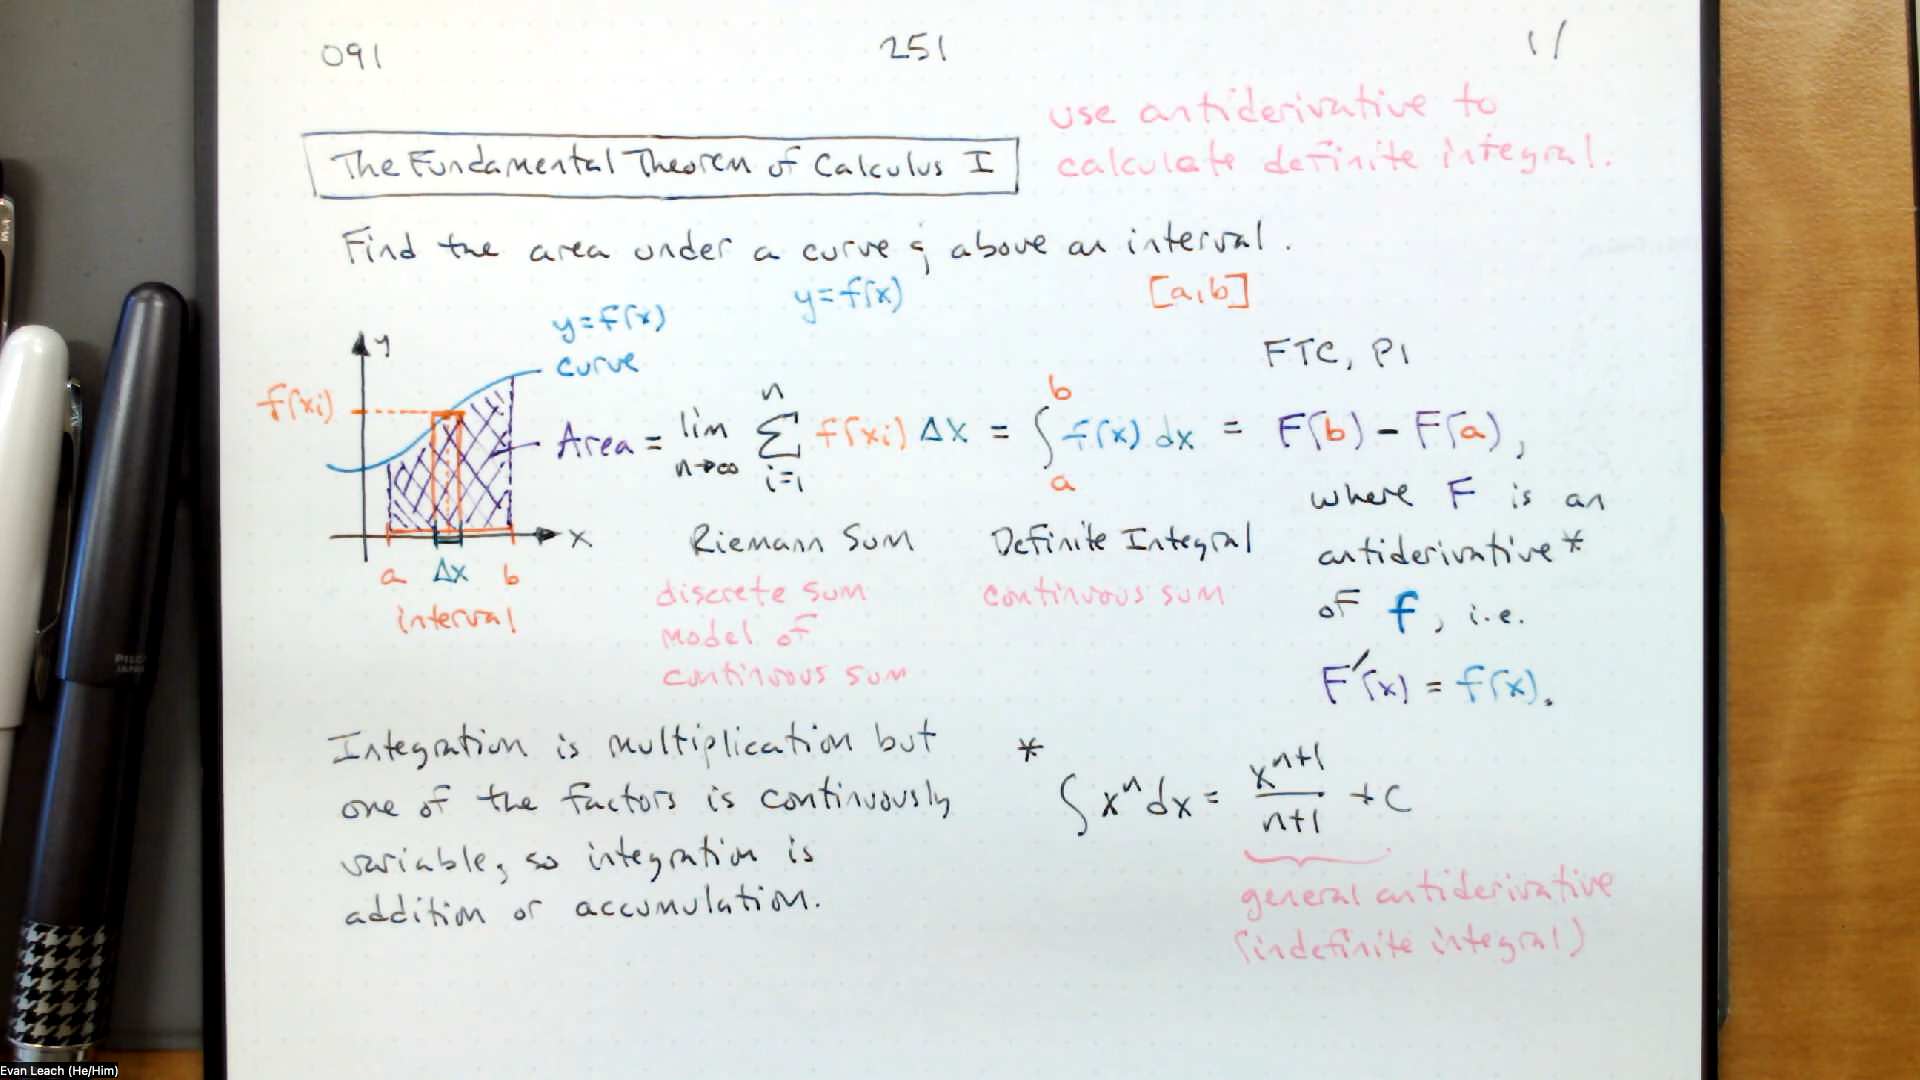 091 251 1/
use antiderivative to
calculate definite integral.
The Fundamental Theorem of Calculus I
Find the area under a curve & above an interval.
y=f(x) [a,b]
y=f(x)
curve
y
f(xi)
x
a Δx b
interval
FTC, P1
Area = lim n→∞ n Σ i=1 f(xi) Δx = ∫ b a f(x) dx = F(b) - F(a),
where F is an
antiderivative*
of f, i.e.
F'(x) = f(x).
Riemann Sum
discrete sum
model of
continuous sum
Definite Integral
continuous sum
Integration is multiplication but
one of the factors is continuously
variable, so integration is
addition or accumulation.
* ∫ x^n dx = x^(n+1)/(n+1) + C
general antiderivative
(indefinite integral)
PILOT
JAPAN
Evan Leach (He/Him)